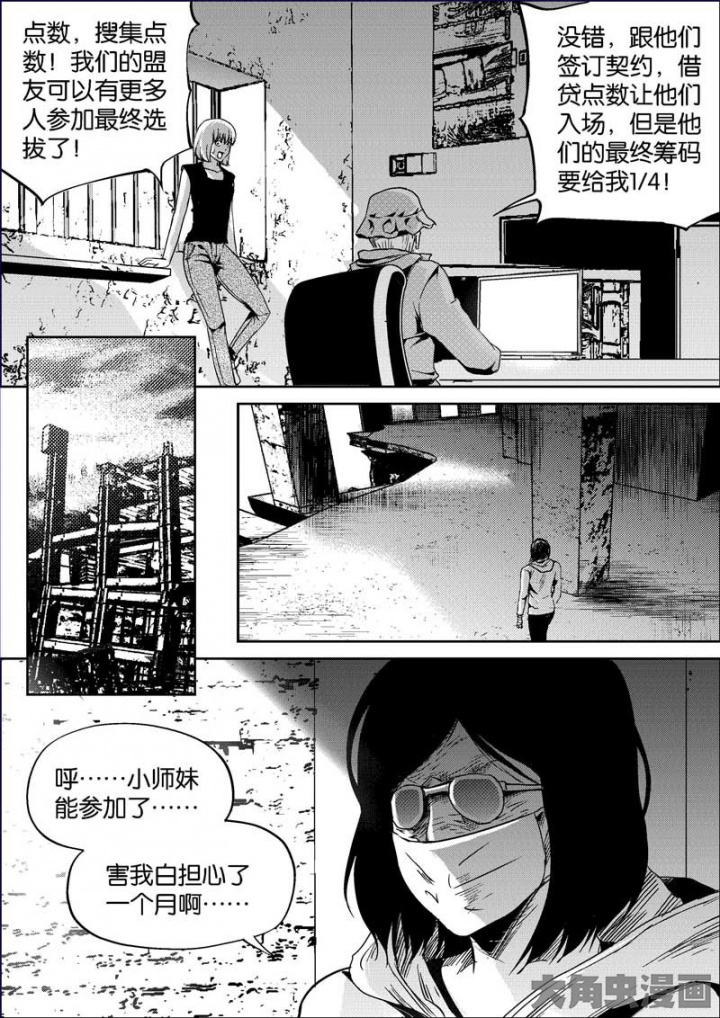 点数，搜集点
数！我们的盟
友可以有更多
人参加最终选
拔了！
没错，跟他们
签订契约，借
贷点数让他们
入场，但是他
们的最终筹码
要给我1/4！
呼……小师妹
能参加了……
害我白担心了
一个月啊……
大角虫漫画